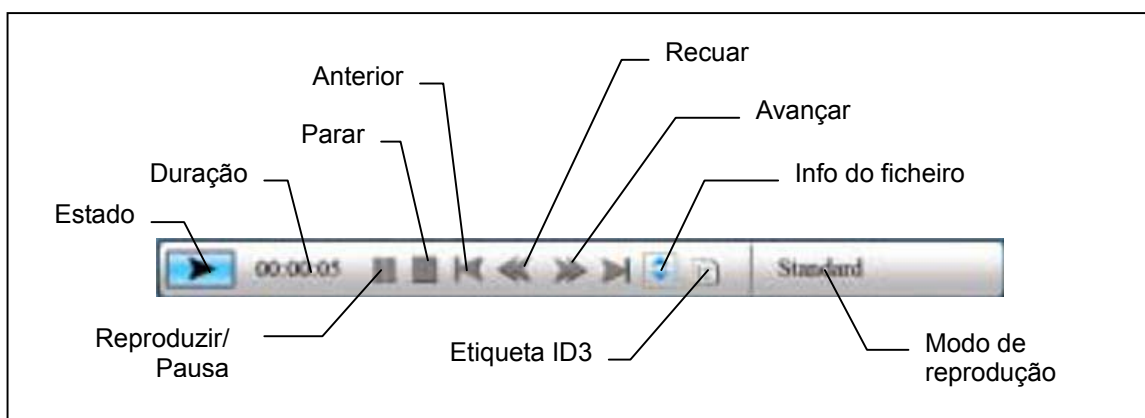 Recuar
Anterior
Avançar
Parar
Duração
Info do ficheiro
Estado
00:00:05
Standard
Reproduzir/
Pausa
Etiqueta ID3
Modo de
reprodução